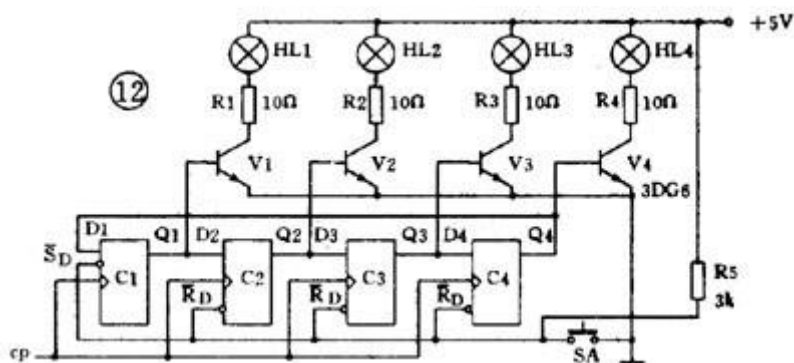 +5V
HL1 HL2 HL3 HL4
⑫
R1 10Ω R2 10Ω R3 10Ω R4 10Ω
V1 V2 V3 V4
3DG6
D1 Q1 D2 Q2 D3 Q3 D4 Q4
S̅D
C1 C2 C3 C4
R5
3k
R̅D R̅D R̅D
cp
SA